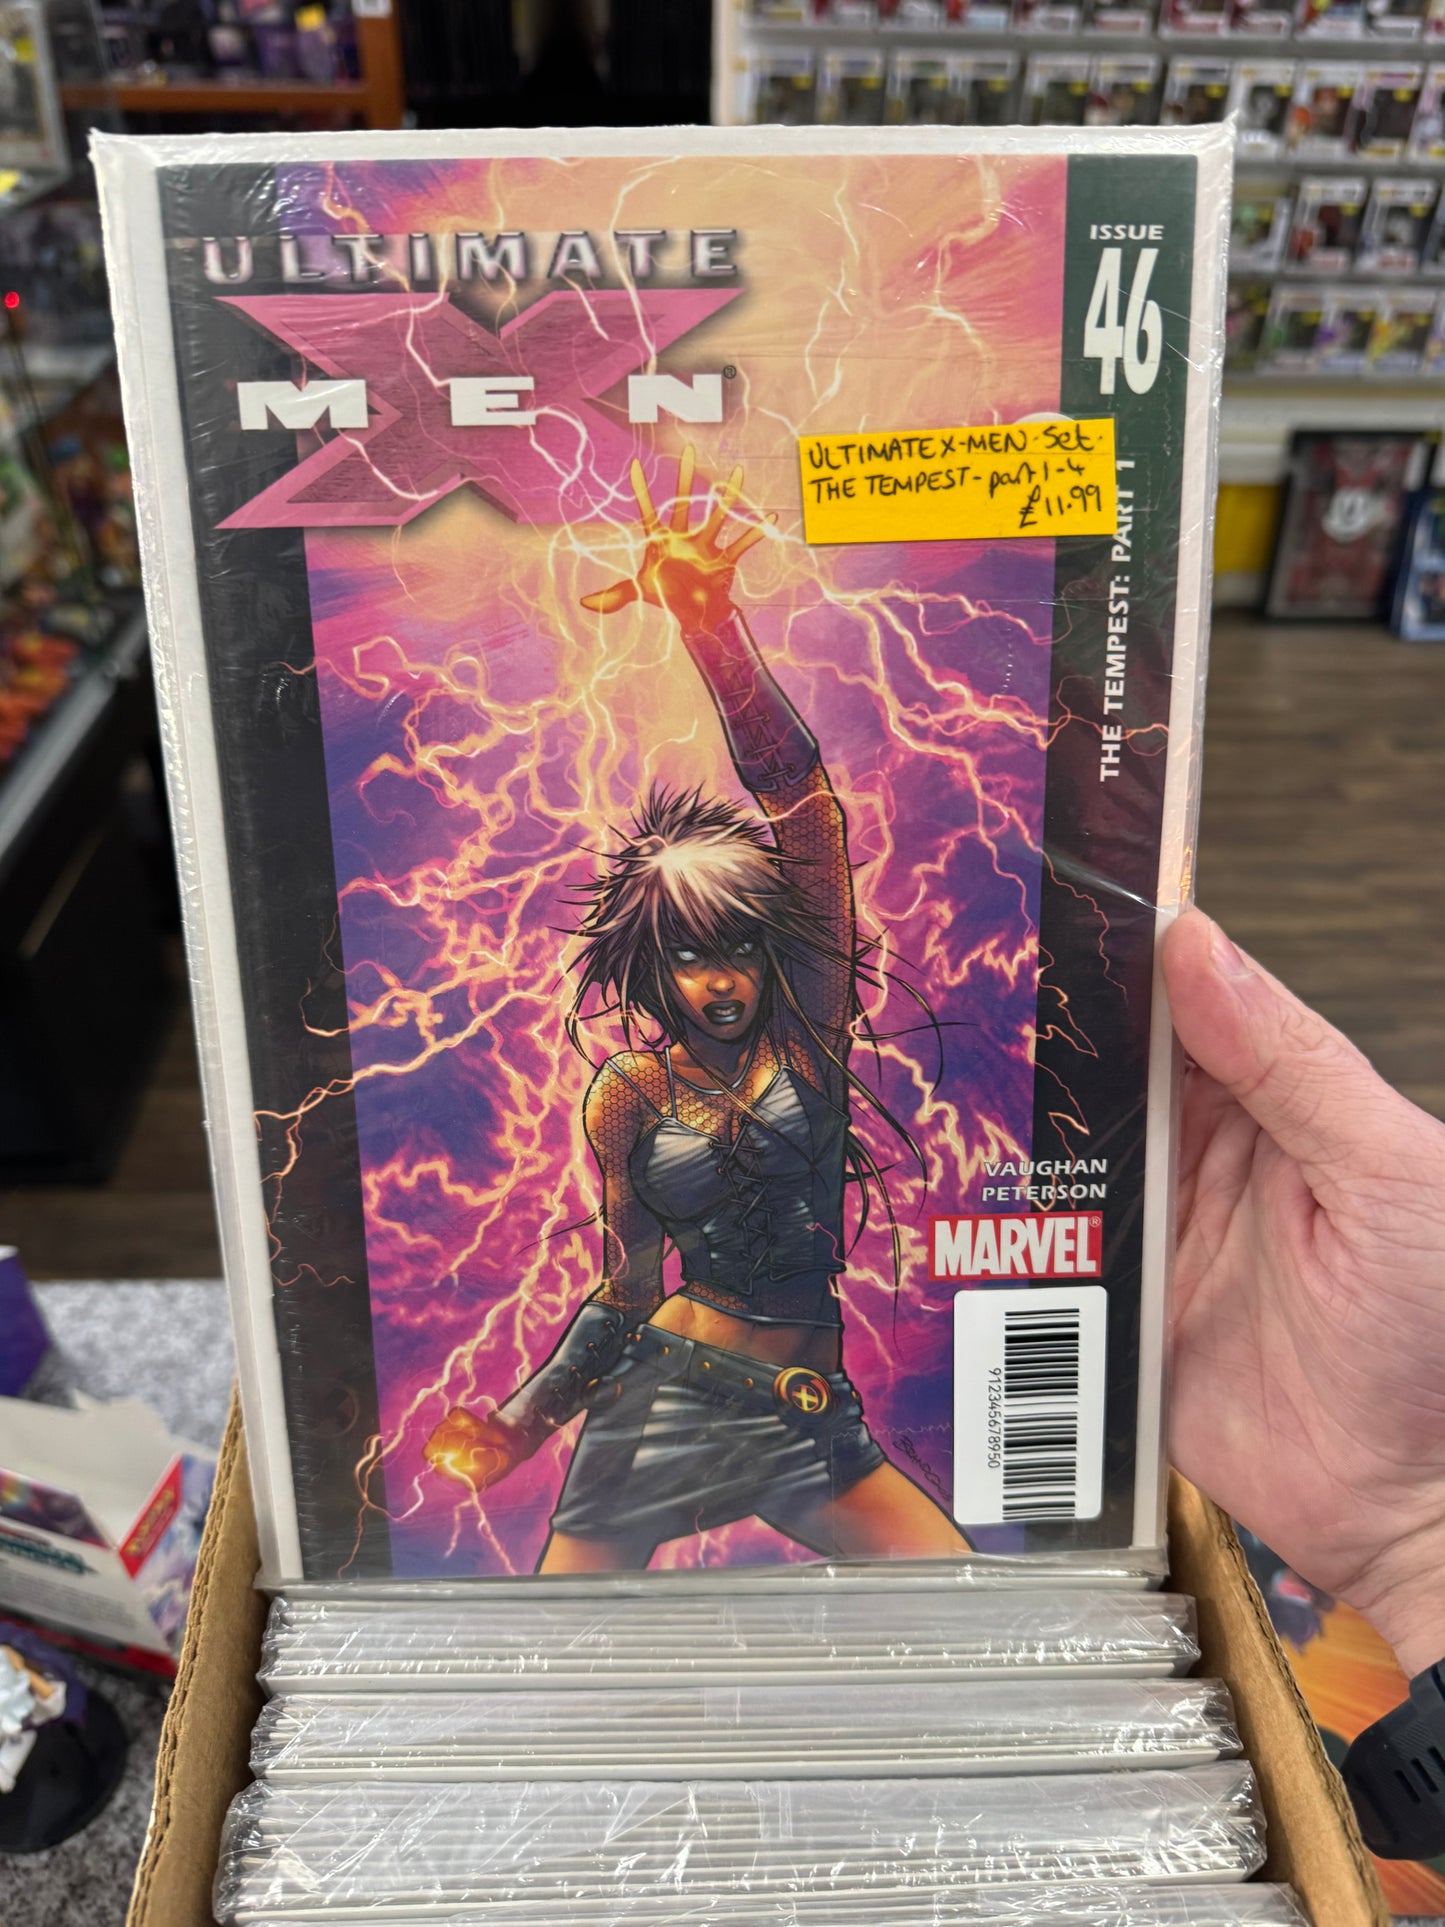 ULTIMATE
X
MEN®
ISSUE
46
ULTIMATE X-MEN - Set.
THE TEMPEST - part 1-4
£11.99
THE TEMPEST: PART 1
VAUGHAN
PETERSON
MARVEL®
912345678950